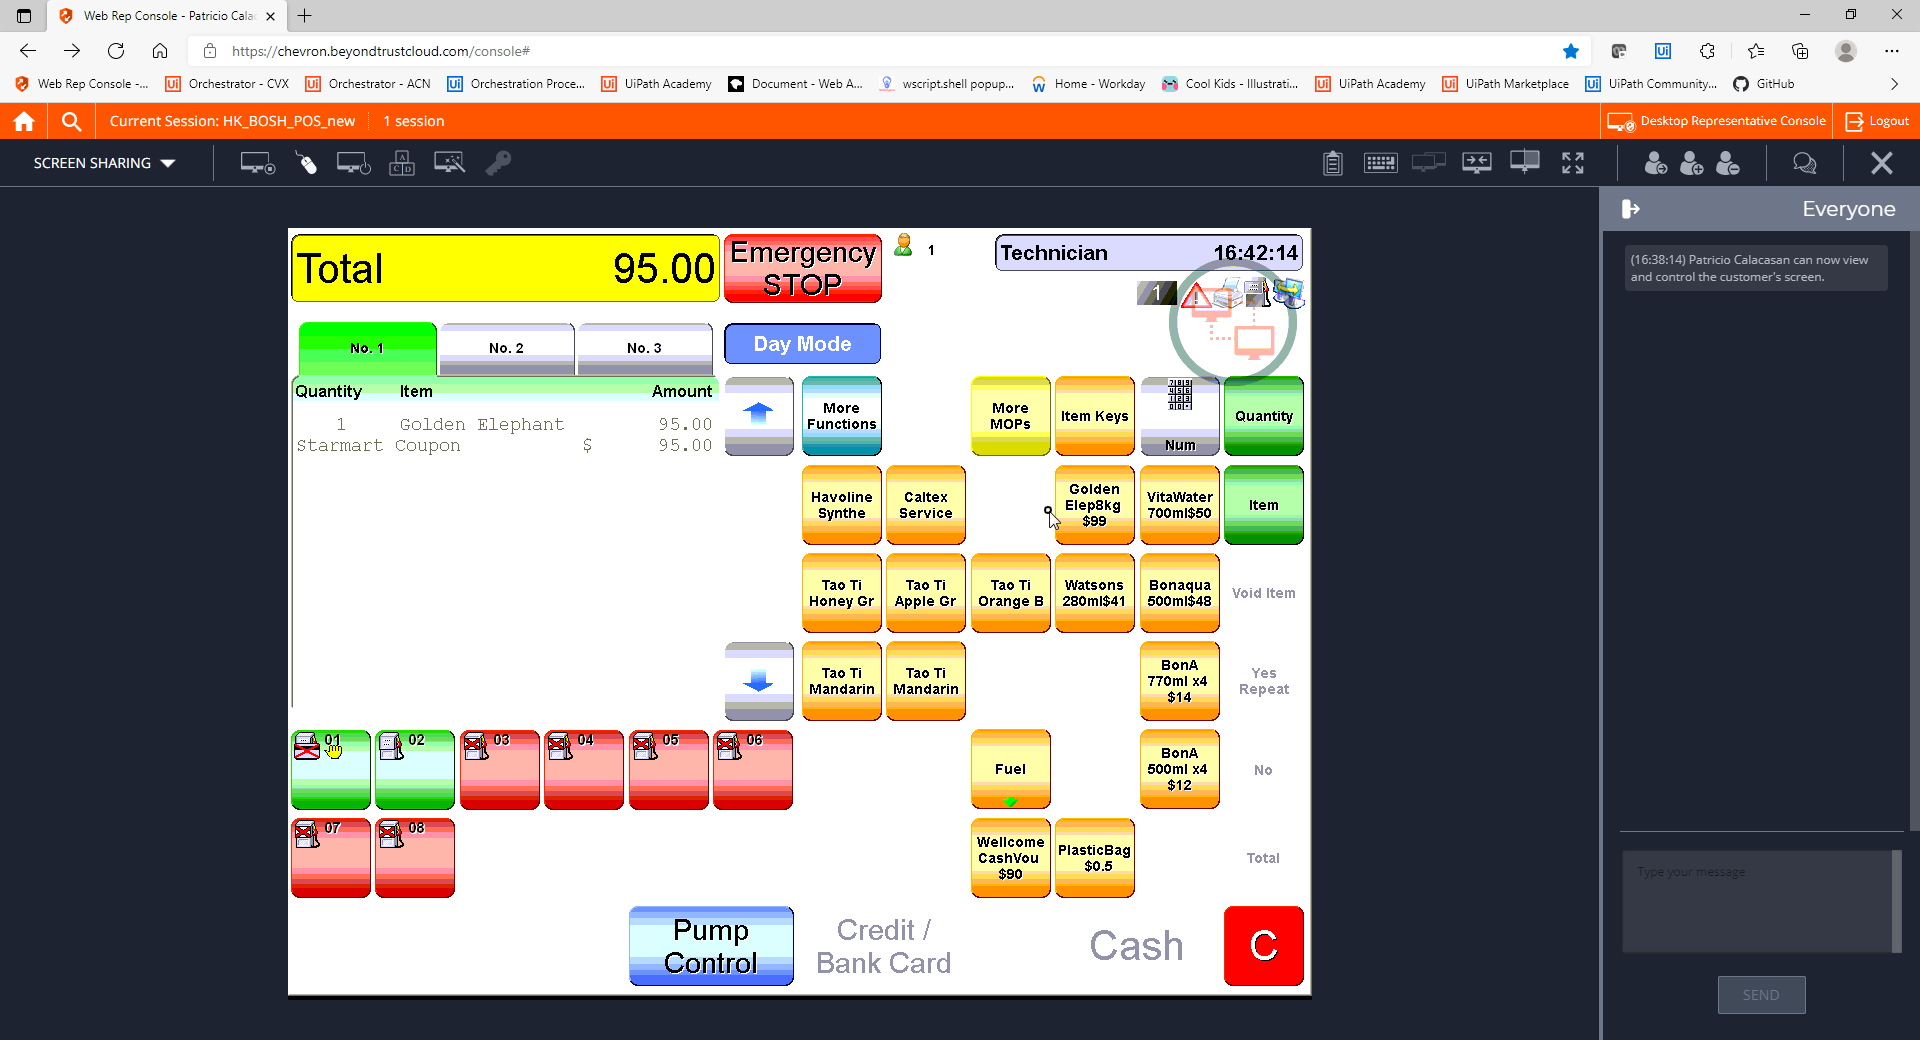 Web Rep Console - Patricio Cala
https://chevron.beyondtrustcloud.com/console#
Web Rep Console -...
Orchestrator - CVX
Orchestrator - ACN
Orchestration Proce...
UiPath Academy
Document - Web A...
wscript.shell popup...
Home - Workday
Cool Kids - Illustrati...
UiPath Academy
UiPath Marketplace
UiPath Community...
GitHub
Current Session: HK_BOSH_POS_new
1 session
Desktop Representative Console
Logout
SCREEN SHARING
Everyone
(16:38:14) Patricio Calacasan can now view
and control the customer's screen.
Total 95.00
Emergency
STOP
1
Technician 16:42:14
1
No. 1
No. 2
No. 3
Day Mode
Quantity Item Amount
1 Golden Elephant 95.00
Starmart Coupon $ 95.00
More
Functions
More
MOPs
Item Keys
Num
Quantity
Havoline
Synthe
Caltex
Service
Golden
Elep8kg
$99
VitaWater
700ml$50
Item
Tao Ti
Honey Gr
Tao Ti
Apple Gr
Tao Ti
Orange B
Watsons
280ml$41
Bonaqua
500ml$48
Void Item
Tao Ti
Mandarin
Tao Ti
Mandarin
BonA
770ml x4
$14
Yes
Repeat
01
02
03
04
05
06
Fuel
BonA
500ml x4
$12
No
07
08
Wellcome
CashVou
$90
PlasticBag
$0.5
Total
Pump
Control
Credit /
Bank Card
Cash
C
Type your message
SEND